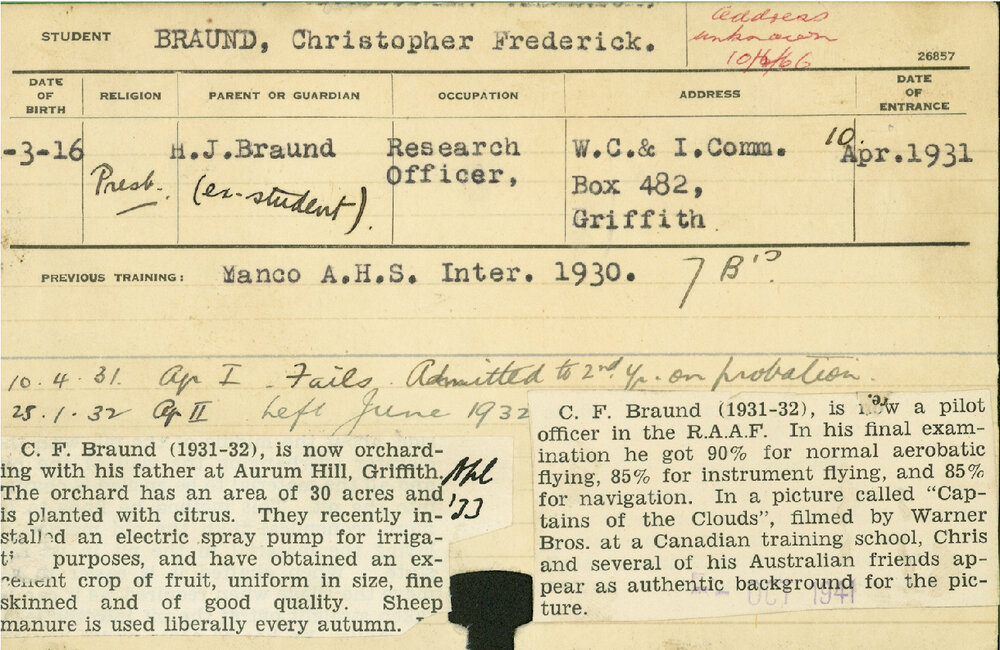 STUDENT BRAUND, Christopher Frederick.
address
unknown
10/6/66
26857
DATE OF BIRTH RELIGION PARENT OR GUARDIAN OCCUPATION ADDRESS DATE OF ENTRANCE
-3-16 H.J.Braund Research W.C.& I.Comm. 10 Apr.1931
Presb. (ex-student) Officer, Box 482,
Griffith
PREVIOUS TRAINING: Manco A.H.S. Inter. 1930. 7 B's
10.4.31. Ap I Fails. Admitted to 2nd Yr. on probation.
28.1.32 Ap II Left June 1932
C. F. Braund (1931-32), is now orchard-
ing with his father at Aurum Hill, Griffith.
The orchard has an area of 30 acres and
is planted with citrus. They recently in-
stalled an electric spray pump for irriga-
purposes, and have obtained an ex-
cellent crop of fruit, uniform in size, fine
skinned and of good quality. Sheep
manure is used liberally every autumn.
Apl
'33
re.
C. F. Braund (1931-32), is now a pilot
officer in the R.A.A.F. In his final exam-
ination he got 90% for normal aerobatic
flying, 85% for instrument flying, and 85%
for navigation. In a picture called "Cap-
tains of the Clouds", filmed by Warner
Bros. at a Canadian training school, Chris
and several of his Australian friends ap-
pear as authentic background for the pic-
ture.
OCT 1941